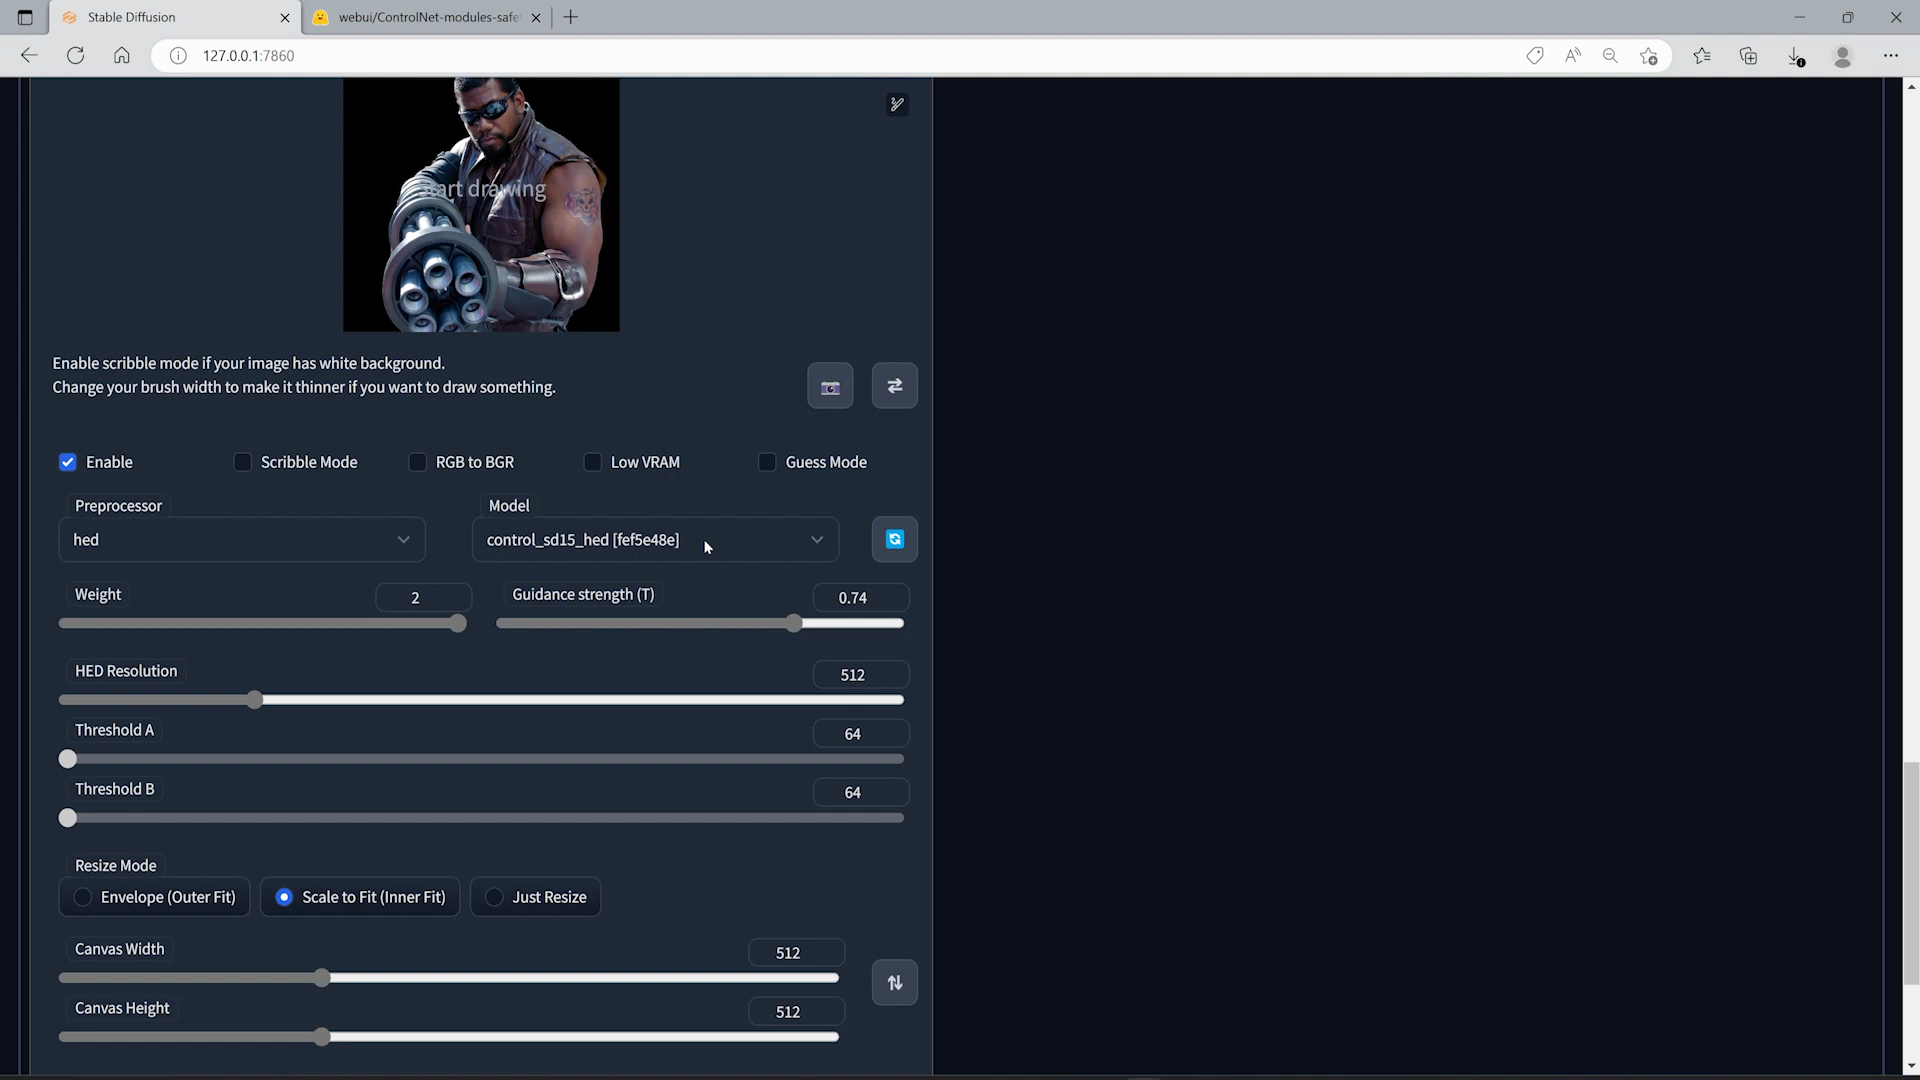 Stable Diffusion
webui/ControlNet-modules-safe
127.0.0.1:7860
Start drawing
Enable scribble mode if your image has white background.
Change your brush width to make it thinner if you want to draw something.
Enable
Scribble Mode
RGB to BGR
Low VRAM
Guess Mode
Preprocessor
Model
hed
control_sd15_hed [fef5e48e]
Weight
2
Guidance strength (T)
0.74
HED Resolution
512
Threshold A
64
Threshold B
64
Resize Mode
Envelope (Outer Fit)
Scale to Fit (Inner Fit)
Just Resize
Canvas Width
512
Canvas Height
512